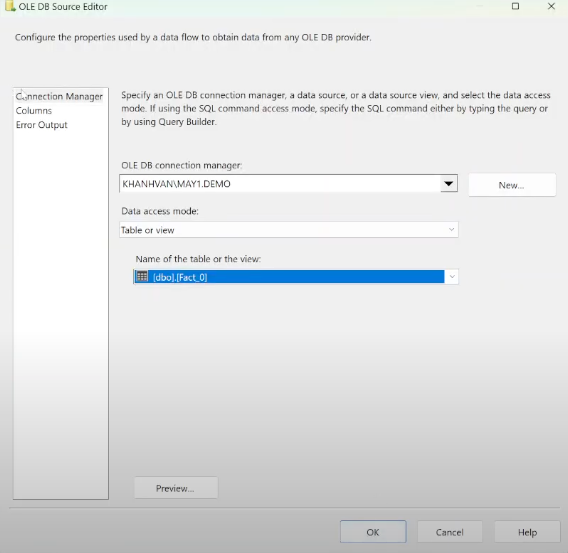 OLE DB Source Editor
Configure the properties used by a data flow to obtain data from any OLE DB provider.
Connection Manager
Columns
Error Output
Specify an OLE DB connection manager, a data source, or a data source view, and select the data access
mode. If using the SQL command access mode, specify the SQL command either by typing the query or
by using Query Builder.
OLE DB connection manager:
KHANHVAN\MAY1.DEMO
New...
Data access mode:
Table or view
Name of the table or the view:
[dbo].[Fact_0]
Preview...
OK
Cancel
Help